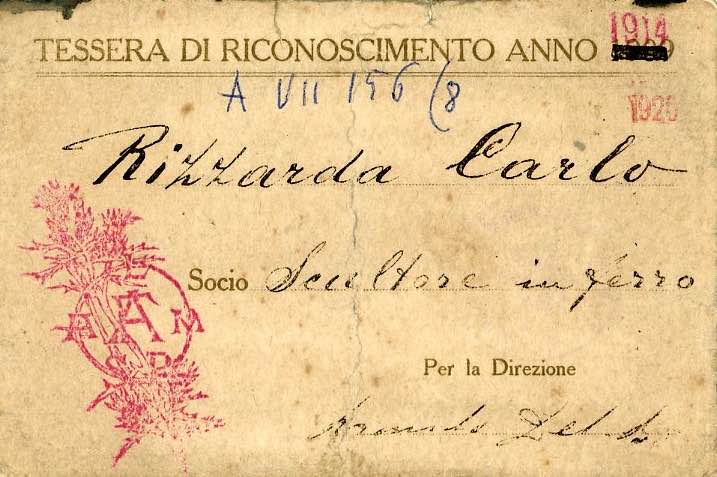 TESSERA DI RICONOSCIMENTO ANNO
1914
A VII 156 (8
1920
Rizzarda Carlo
Socio Scultore in ferro
A A M
S P
Per la Direzione